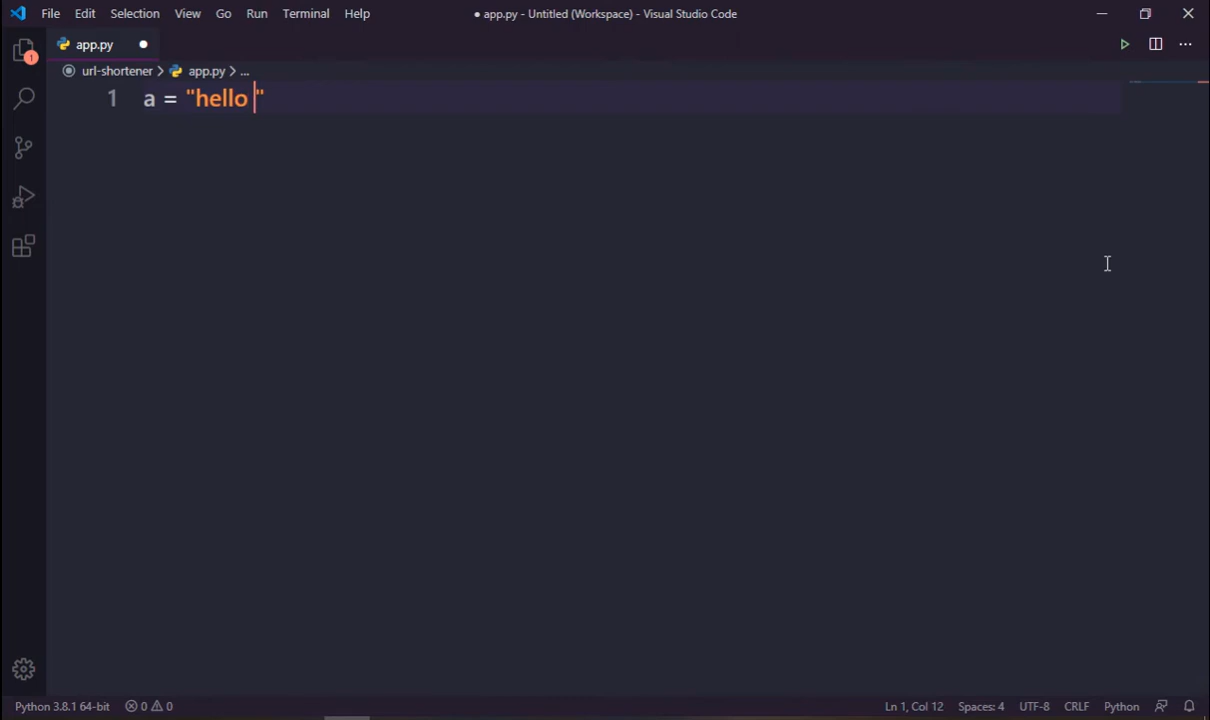 File Edit Selection View Go Run Terminal Help ● app.py - Untitled (Workspace) - Visual Studio Code
app.py ●
1
url-shortener > app.py > ...
1 a = "hello "
Python 3.8.1 64-bit 0 0 Ln 1, Col 12 Spaces: 4 UTF-8 CRLF Python